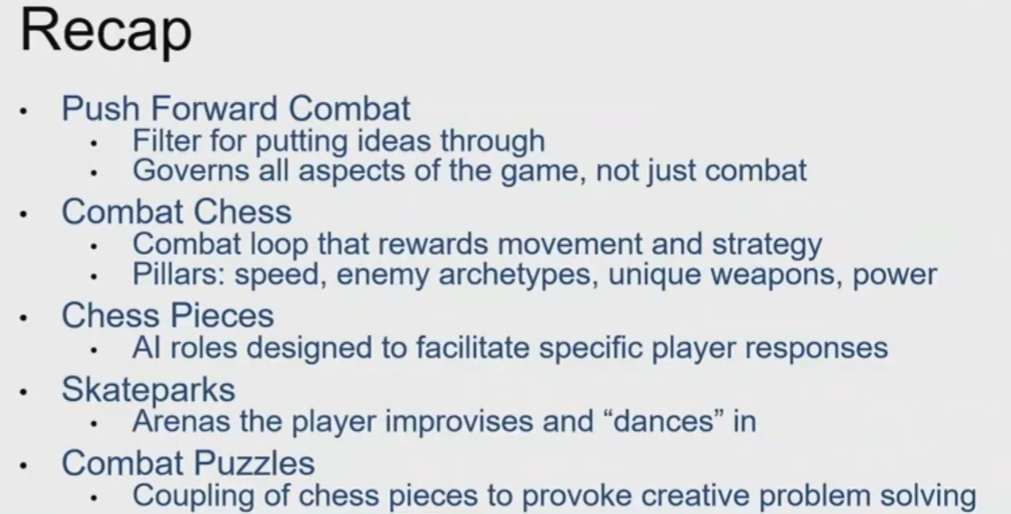 Recap
Push Forward Combat
Filter for putting ideas through
Governs all aspects of the game, not just combat
Combat Chess
Combat loop that rewards movement and strategy
Pillars: speed, enemy archetypes, unique weapons, power
Chess Pieces
AI roles designed to facilitate specific player responses
Skateparks
Arenas the player improvises and “dances” in
Combat Puzzles
Coupling of chess pieces to provoke creative problem solving